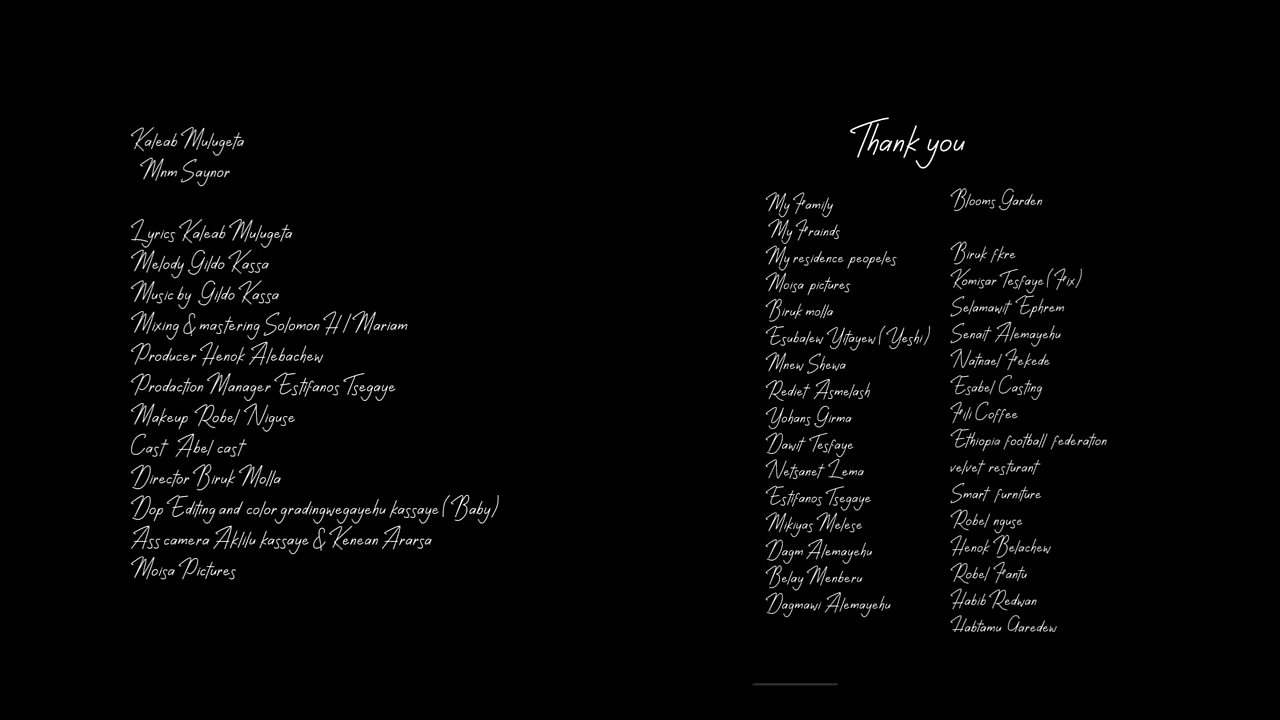 Kaleab Mulugeta
Mnm Saynor
Lyrics Kaleab Mulugeta
Melody Gildo Kassa
Music by Gildo Kassa
Mixing & mastering Solomon H/Mariam
Producer Henok Alebachew
Prodaction Manager Estifanos Tsegaye
Makeup Robel Niguse
Cast Abel cast
Director Biruk Molla
Dop Editing and color gradingwegayehu kassaye(Baby)
Ass camera Aklilu kassaye & Kenean Ararsa
Moisa Pictures
Thank you
My Family
My Frainds
My residence peopeles
Moisa pictures
Biruk molla
Esubalew Yitayew(Yeshi)
Mnew Shewa
Rediet Asmelash
Yohans Girma
Dawit Tesfaye
Netsanet Lema
Estifanos Tsegaye
Mikiyas Melese
Dagm Alemayehu
Belay Menberu
Dagmawi Alemayehu
Blooms Garden
Biruk fkre
Komisar Tesfaye(Fix)
Selamawit Ephrem
Senait Alemayehu
Natnael Fekede
Esabel Casting
Fili Coffee
Ethiopia football federation
velvet resturant
Smart furniture
Robel nguse
Henok Belachew
Robel Fantu
Habib Redwan
Habtamu Garedew